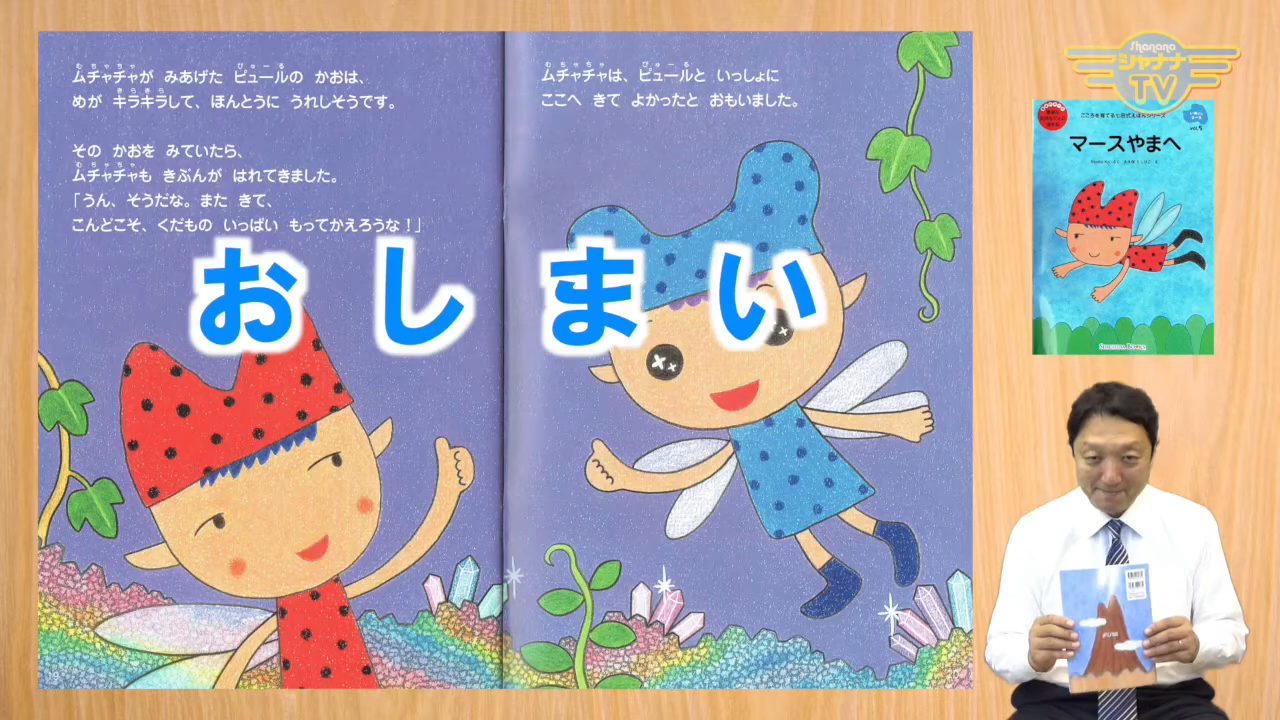 ムチャチャが みあげた ピュールの かおは、
めが キラキラして、ほんとうに うれしそうです。
その かおを みていたら、
ムチャチャも きぶんが はれてきました。
「うん、そうだな。また きて、
こんどこそ、くだもの いっぱい もってかえろうな!」
ムチャチャは、ピュールと いっしょに
ここへ きて よかったと おもいました。
おしまい
Shanana
シャナナ
TV
こころを育てる七田式えほんシリーズ
マースやまへ